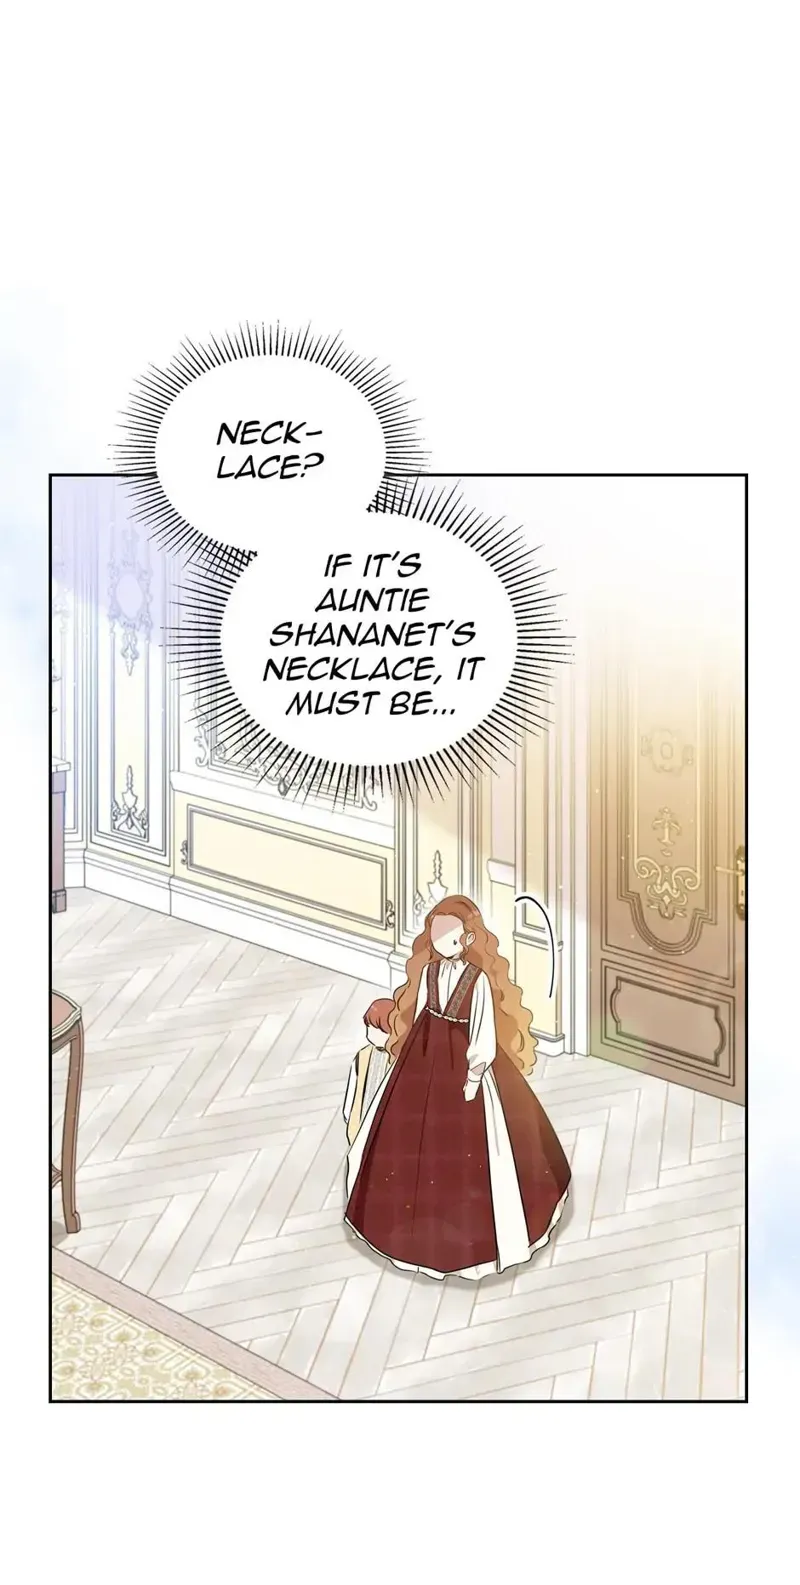 NECK-
LACE?
IF IT'S
AUNTIE
SHANANET'S
NECKLACE, IT
MUST BE...